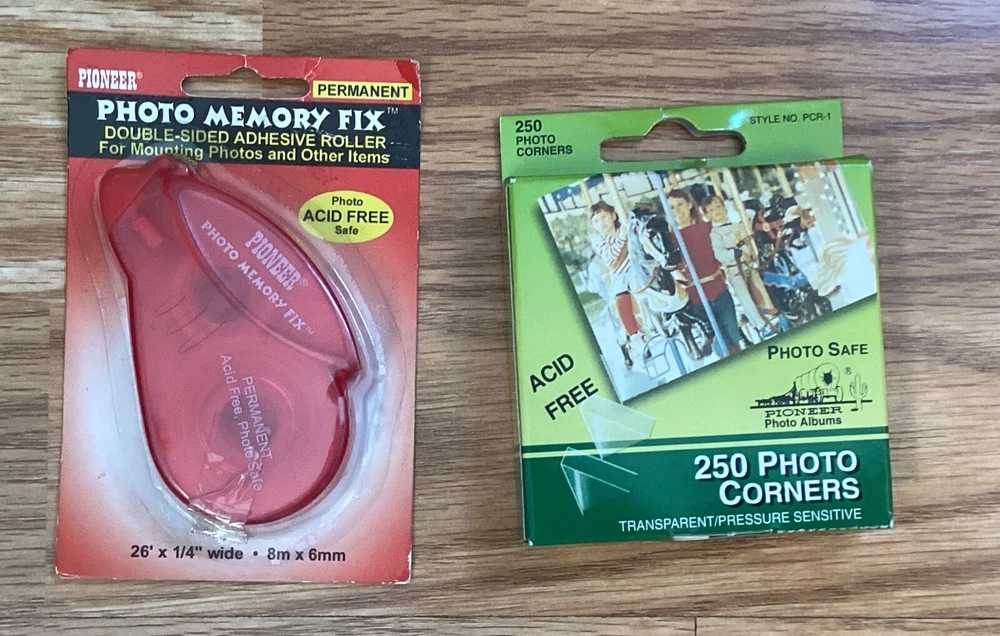 PIONEER®
PERMANENT
PHOTO MEMORY FIX™
DOUBLE-SIDED ADHESIVE ROLLER
For Mounting Photos and Other Items
Photo
ACID FREE
Safe
PIONEER®
PHOTO MEMORY FIX™
PERMANENT
Acid Free, Photo Safe
26' x 1/4" wide • 8m x 6mm
250
PHOTO
CORNERS
STYLE NO. PCR-1
ACID
FREE
PHOTO SAFE
®
PIONEER
Photo Albums
250 PHOTO
CORNERS
TRANSPARENT/PRESSURE SENSITIVE